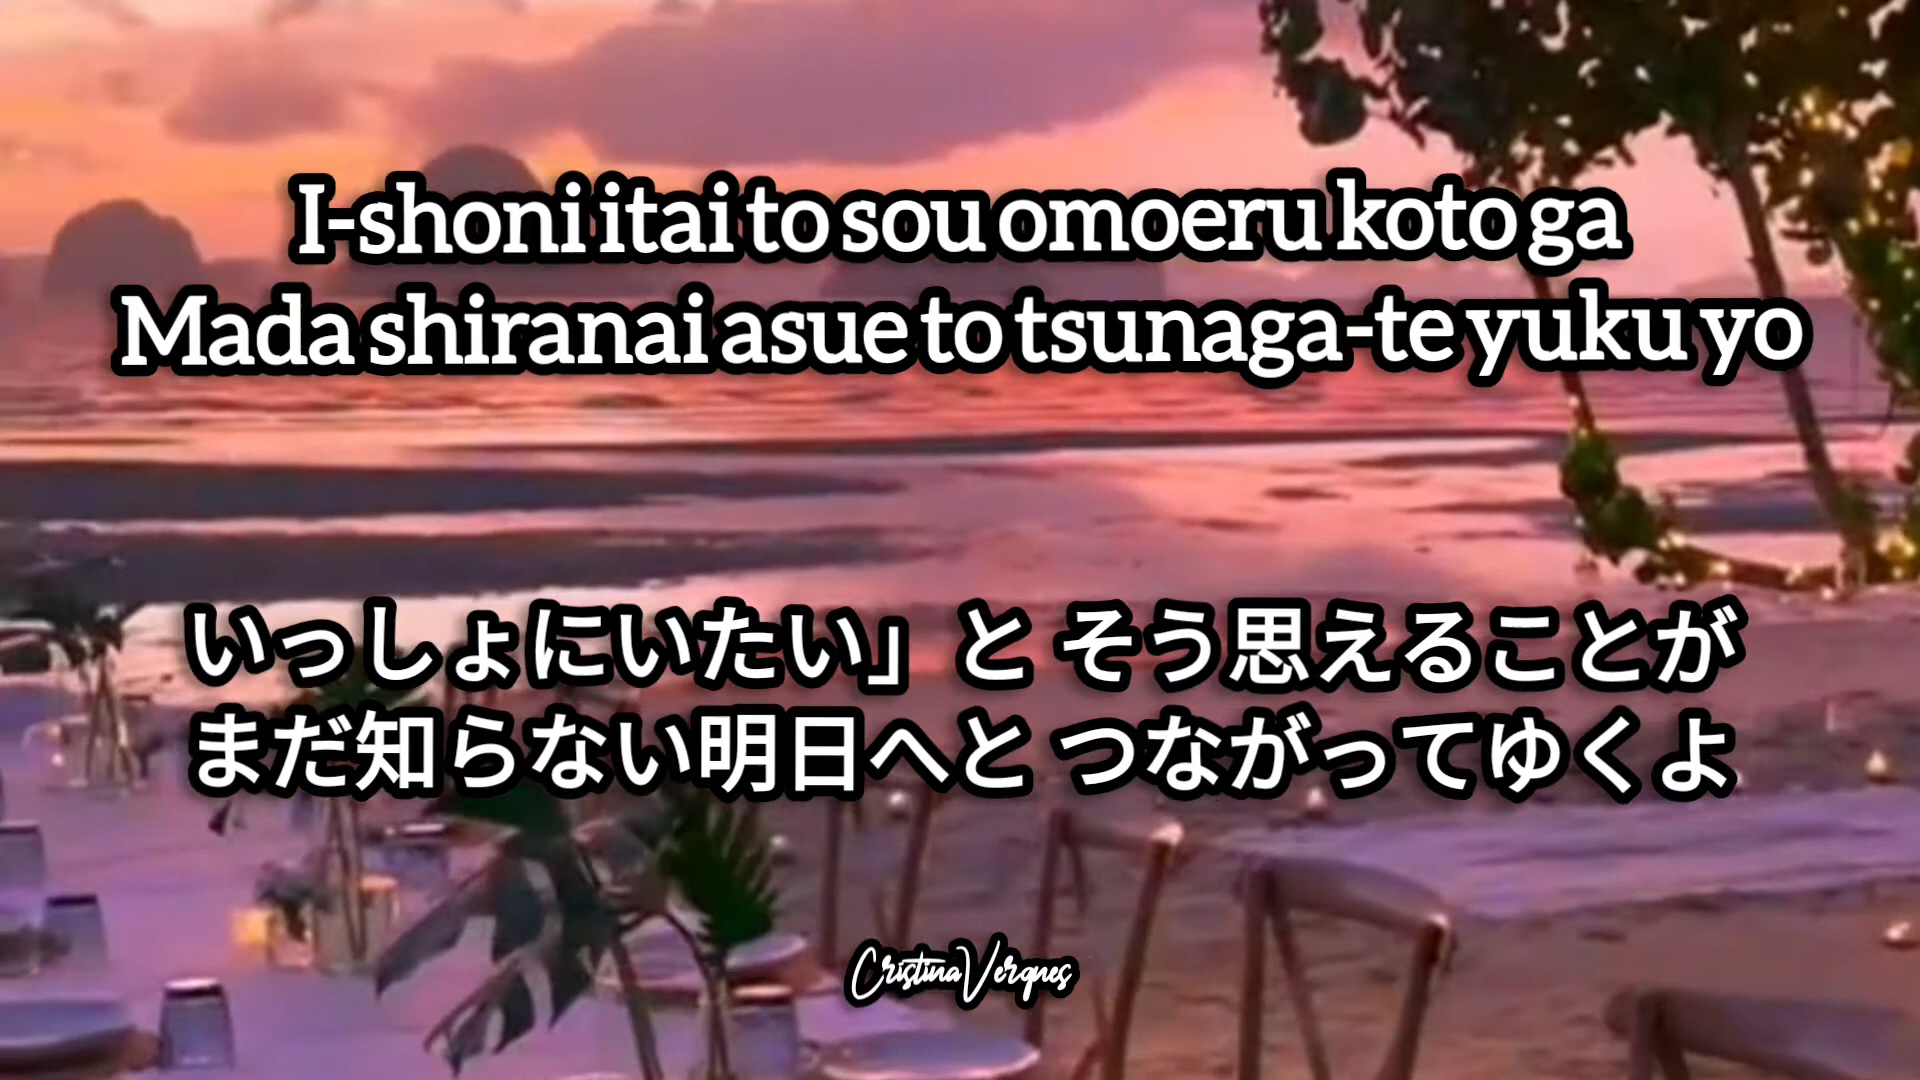 I-shoni itai to sou omoeru koto ga
Mada shiranai asue to tsunaga-te yuku yo
いっしょにいたい」と そう思えることが
まだ知らない明日へと つながってゆくよ
Cristina Verques